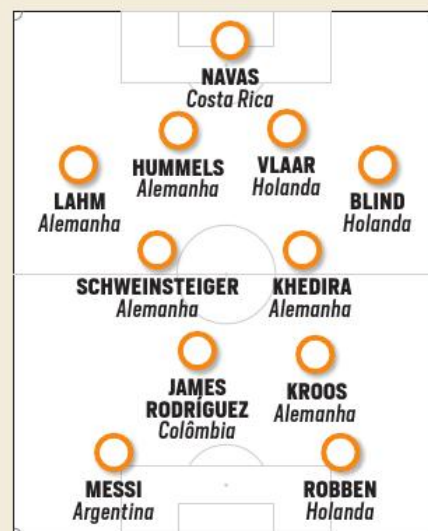 NAVAS
Costa Rica
HUMMELS
Alemanha
VLAAR
Holanda
LAHM
Alemanha
BLIND
Holanda
SCHWEINSTEIGER
Alemanha
KHEDIRA
Alemanha
JAMES
RODRÍGUEZ
Colômbia
KROOS
Alemanha
MESSI
Argentina
ROBBEN
Holanda